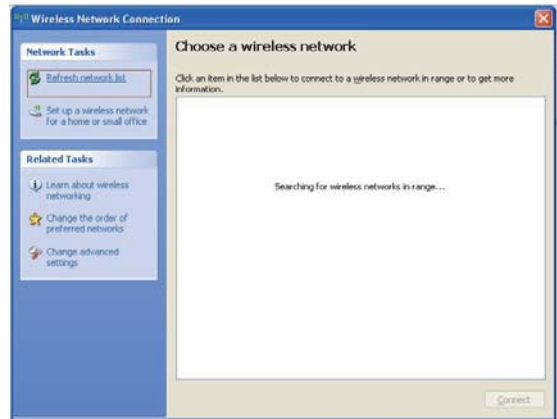 Wireless Network Connection
Network Tasks
Refresh network list
Set up a wireless network
for a home or small office
Related Tasks
Learn about wireless
networking
Change the order of
preferred networks
Change advanced
settings
Choose a wireless network
Click an item in the list below to connect to a wireless network in range or to get more
information.
Searching for wireless networks in range...
Connect